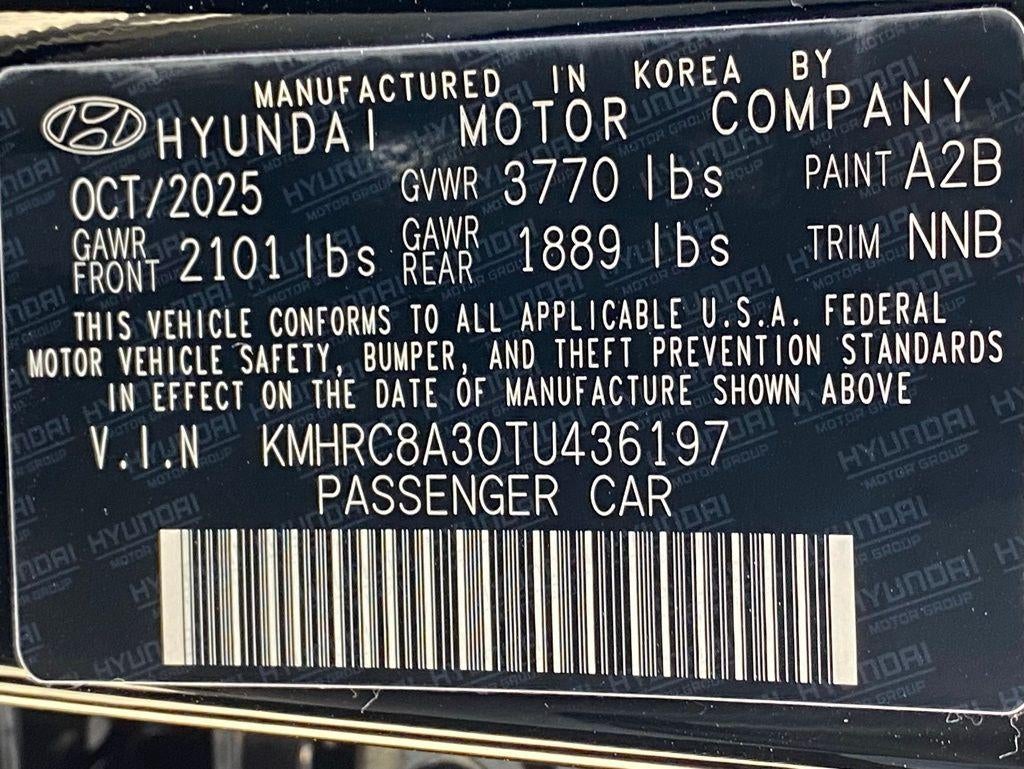 MANUFACTURED IN KOREA BY
HYUNDAI MOTOR COMPANY
OCT/2025 GVWR 3770 lbs PAINT A2B
GAWR FRONT 2101 lbs GAWR REAR 1889 lbs TRIM NNB
THIS VEHICLE CONFORMS TO ALL APPLICABLE U.S.A. FEDERAL
MOTOR VEHICLE SAFETY, BUMPER, AND THEFT PREVENTION STANDARDS
IN EFFECT ON THE DATE OF MANUFACTURE SHOWN ABOVE
V.I.N KMHRC8A30TU436197
PASSENGER CAR